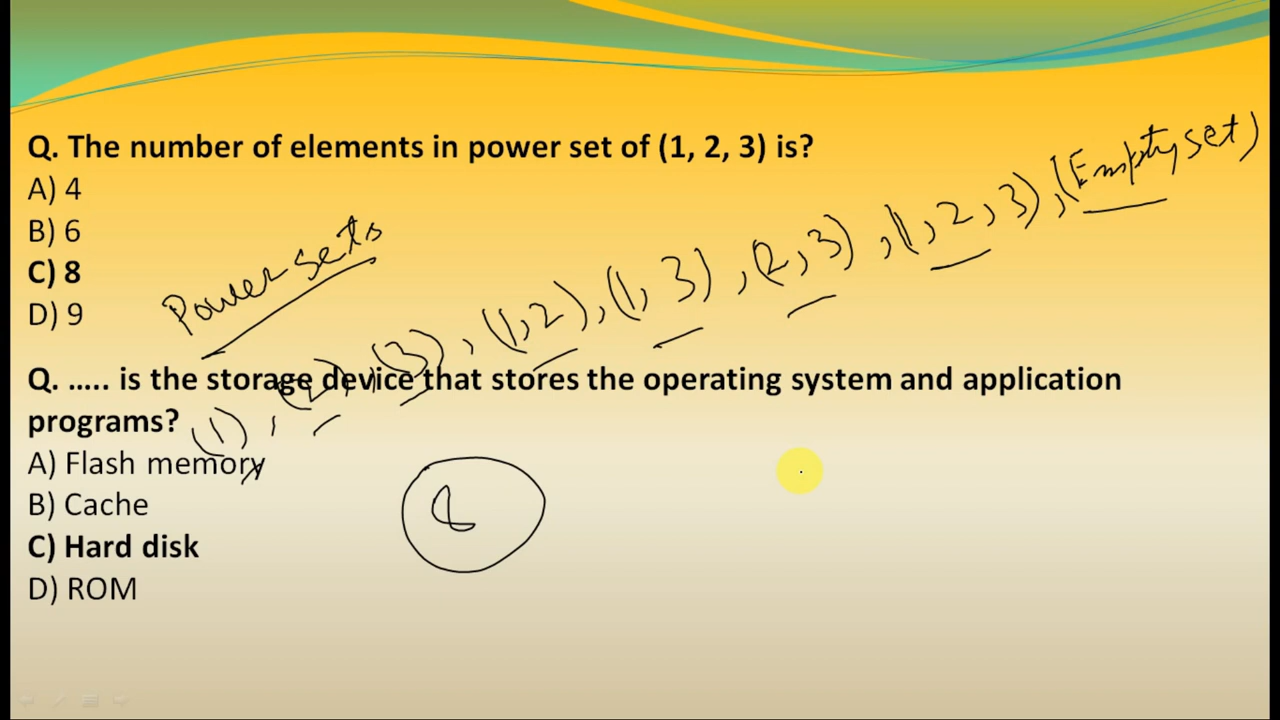 Q. The number of elements in power set of (1, 2, 3) is?
A) 4
B) 6
C) 8
D) 9
Power sets
(1), (2), (3), (1,2), (1, 3), (2,3), (1,2,3), (Empty set)
Q. ..... is the storage device that stores the operating system and application
programs?
A) Flash memory
B) Cache
C) Hard disk
D) ROM
8